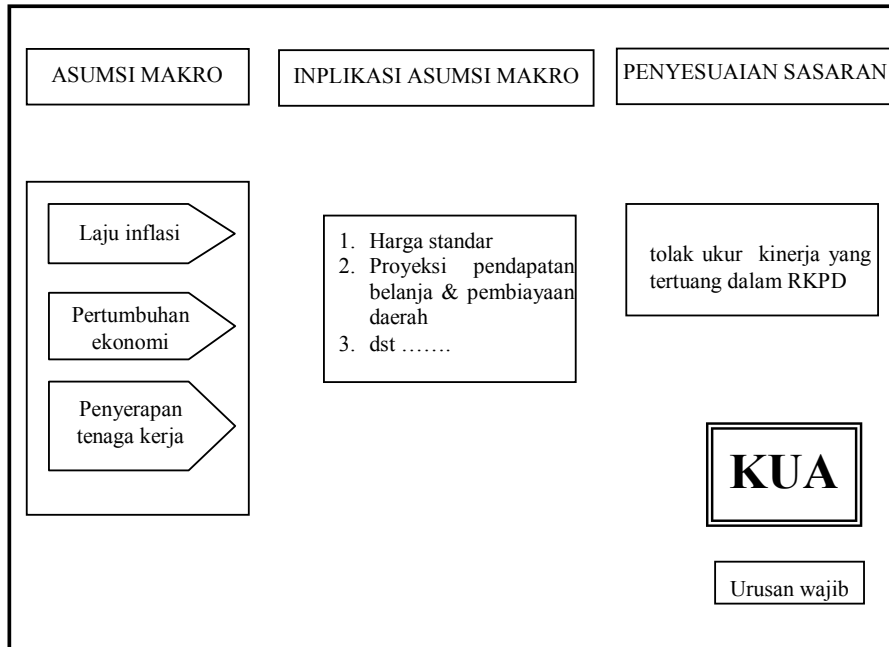 ASUMSI MAKRO
INPLIKASI ASUMSI MAKRO
PENYESUAIAN SASARAN
Laju inflasi
Pertumbuhan
ekonomi
Penyerapan
tenaga kerja
1. Harga standar
2. Proyeksi pendapatan
belanja & pembiayaan
daerah
3. dst …….
tolak ukur kinerja yang
tertuang dalam RKPD
KUA
Urusan wajib